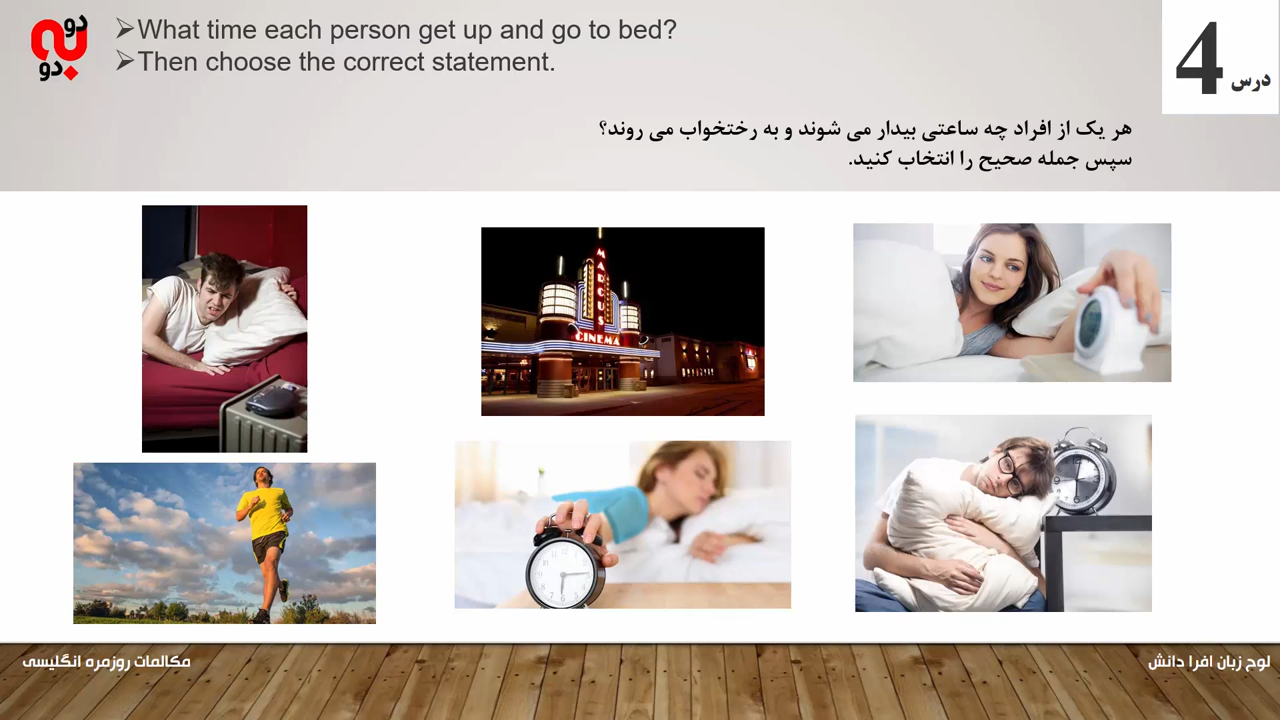 دو به دو
➢What time each person get up and go to bed?
➢Then choose the correct statement.
درس 4
هر یک از افراد چه ساعتی بیدار می شوند و به رختخواب می روند؟
سپس جمله صحیح را انتخاب کنید.
MARCUS
CINEMA
مکالمات روزمره انگلیسی
لوح زبان افرا دانش